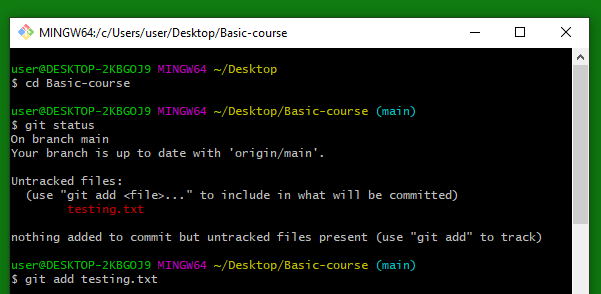 MINGW64:/c/Users/user/Desktop/Basic-course
user@DESKTOP-2KBGOJ9 MINGW64 ~/Desktop
$ cd Basic-course
user@DESKTOP-2KBGOJ9 MINGW64 ~/Desktop/Basic-course (main)
$ git status
On branch main
Your branch is up to date with 'origin/main'.
Untracked files:
  (use "git add <file>..." to include in what will be committed)
        testing.txt
nothing added to commit but untracked files present (use "git add" to track)
user@DESKTOP-2KBGOJ9 MINGW64 ~/Desktop/Basic-course (main)
$ git add testing.txt